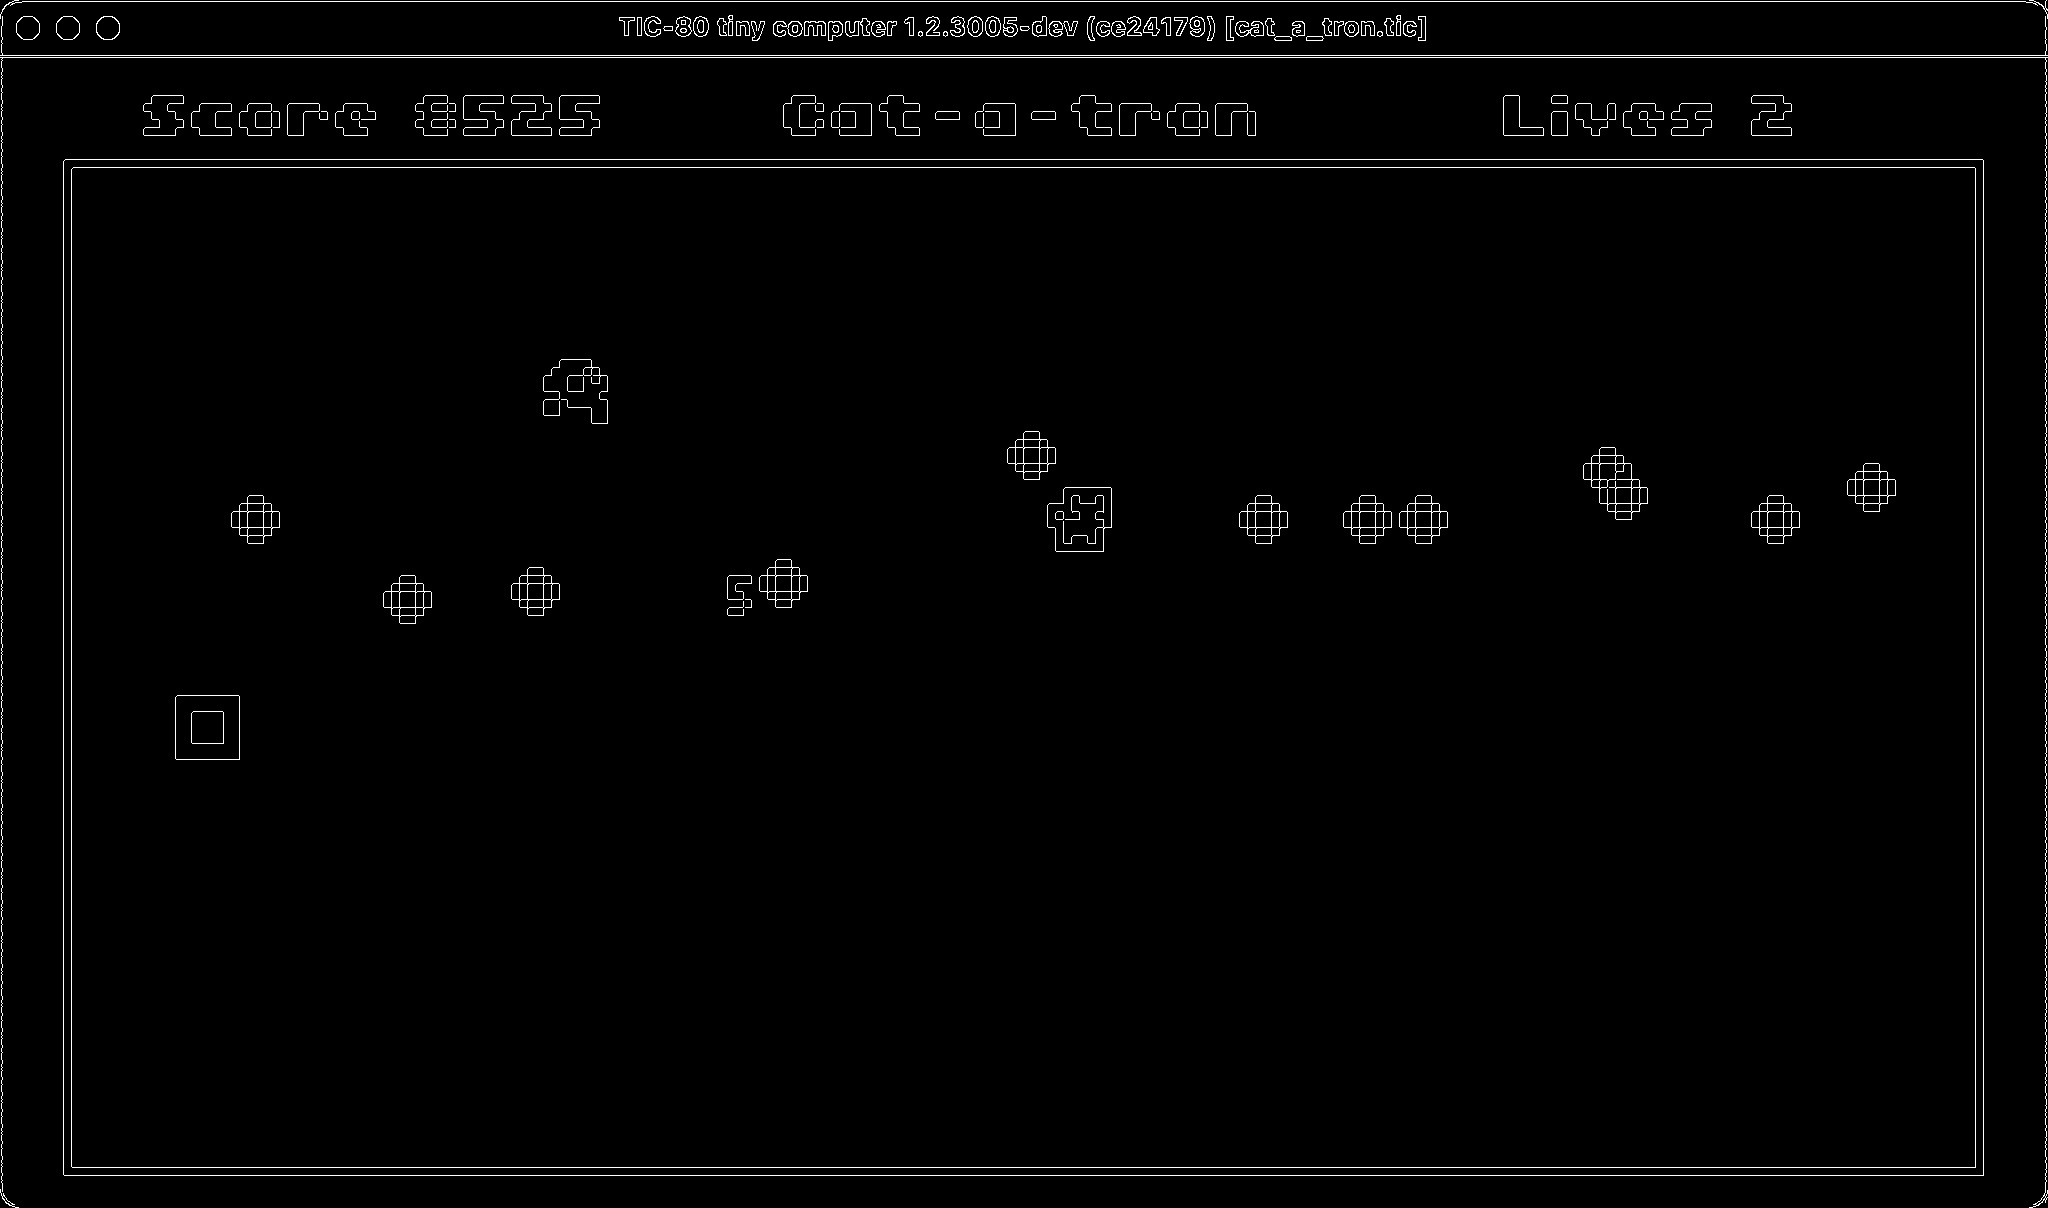 TIC-80 tiny computer 1.2.3005-dev (ce24179) [cat_a_tron.tic]
Score 8525 Cat-a-tron Lives 2
5